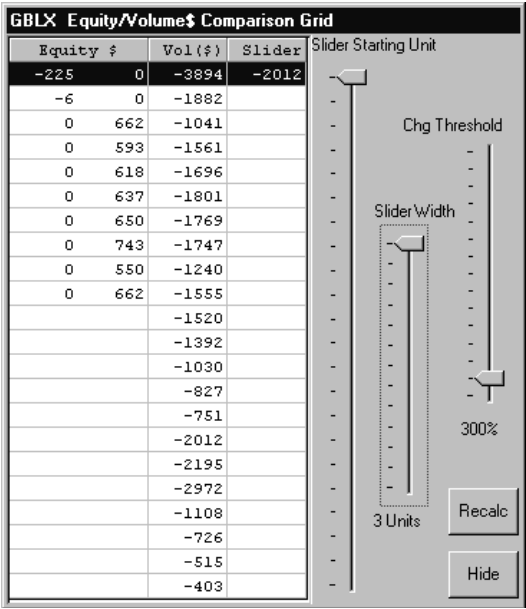 GBLX Equity/Volume$ Comparison Grid
Equity $ Vol($) Slider
-225 0 -3894 -2012
-6 0 -1882
0 662 -1041
0 593 -1561
0 618 -1696
0 637 -1801
0 650 -1769
0 743 -1747
0 550 -1240
0 662 -1555
-1520
-1392
-1030
-827
-751
-2012
-2195
-2972
-1108
-726
-515
-403
Slider Starting Unit
Chg Threshold
Slider Width
300%
3 Units
Recalc
Hide